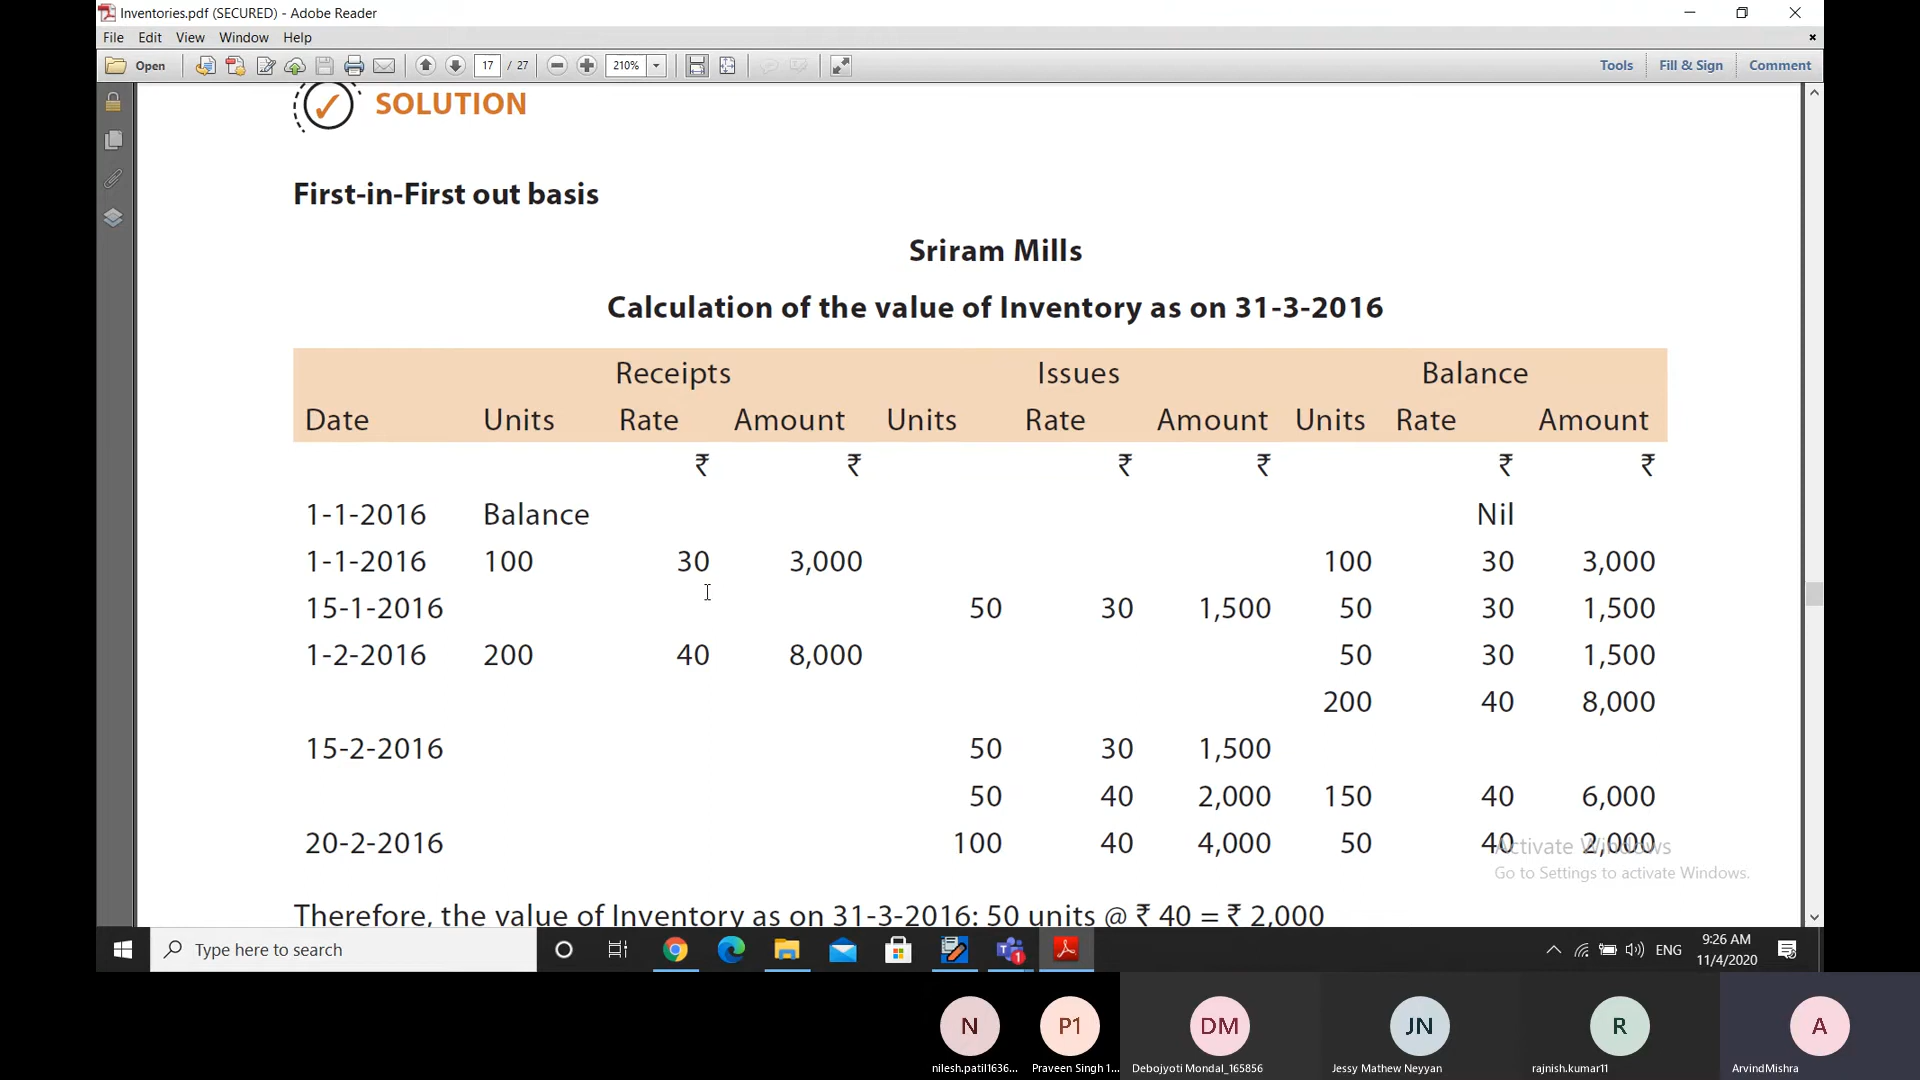 Inventories.pdf (SECURED) - Adobe Reader
File Edit View Window Help
Open 17 / 27 210% Tools Fill & Sign Comment
SOLUTION
First-in-First out basis
Sriram Mills
Calculation of the value of Inventory as on 31-3-2016
Receipts Issues Balance
Date Units Rate Amount Units Rate Amount Units Rate Amount
₹ ₹ ₹ ₹ ₹ ₹
1-1-2016 Balance Nil
1-1-2016 100 30 3,000 100 30 3,000
15-1-2016 50 30 1,500 50 30 1,500
1-2-2016 200 40 8,000 50 30 1,500
200 40 8,000
15-2-2016 50 30 1,500
50 40 2,000 150 40 6,000
20-2-2016 100 40 4,000 50 40 2,000
Activate Windows
Go to Settings to activate Windows.
Therefore, the value of Inventory as on 31-3-2016: 50 units @ ₹ 40 = ₹ 2,000
Type here to search 1 ENG 9:26 AM
11/4/2020
N P1 DM JN R A
nilesh.patil1636... Praveen Singh 1... Debojyoti Mondal_165856 Jessy Mathew Neyyan rajnish.kumar11 ArvindMishra